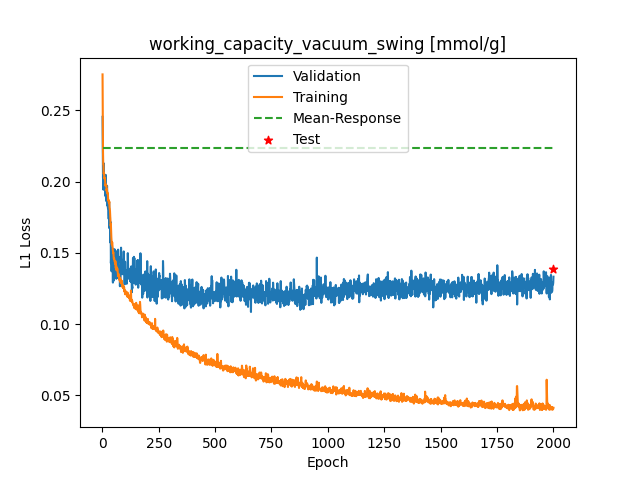 working_capacity_vacuum_swing [mmol/g]
Validation
Training
Mean-Response
Test
L1 Loss
0.25
0.20
0.15
0.10
0.05
0 250 500 750 1000 1250 1500 1750 2000
Epoch